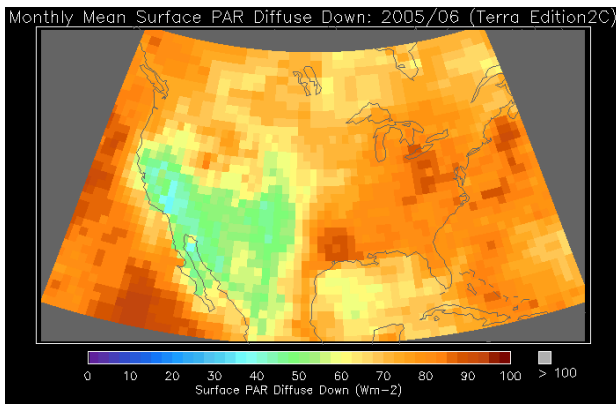 Monthly Mean Surface PAR Diffuse Down: 2005/06 (Terra Edition2C)
0 10 20 30 40 50 60 70 80 90 100 > 100
Surface PAR Diffuse Down (Wm-2)